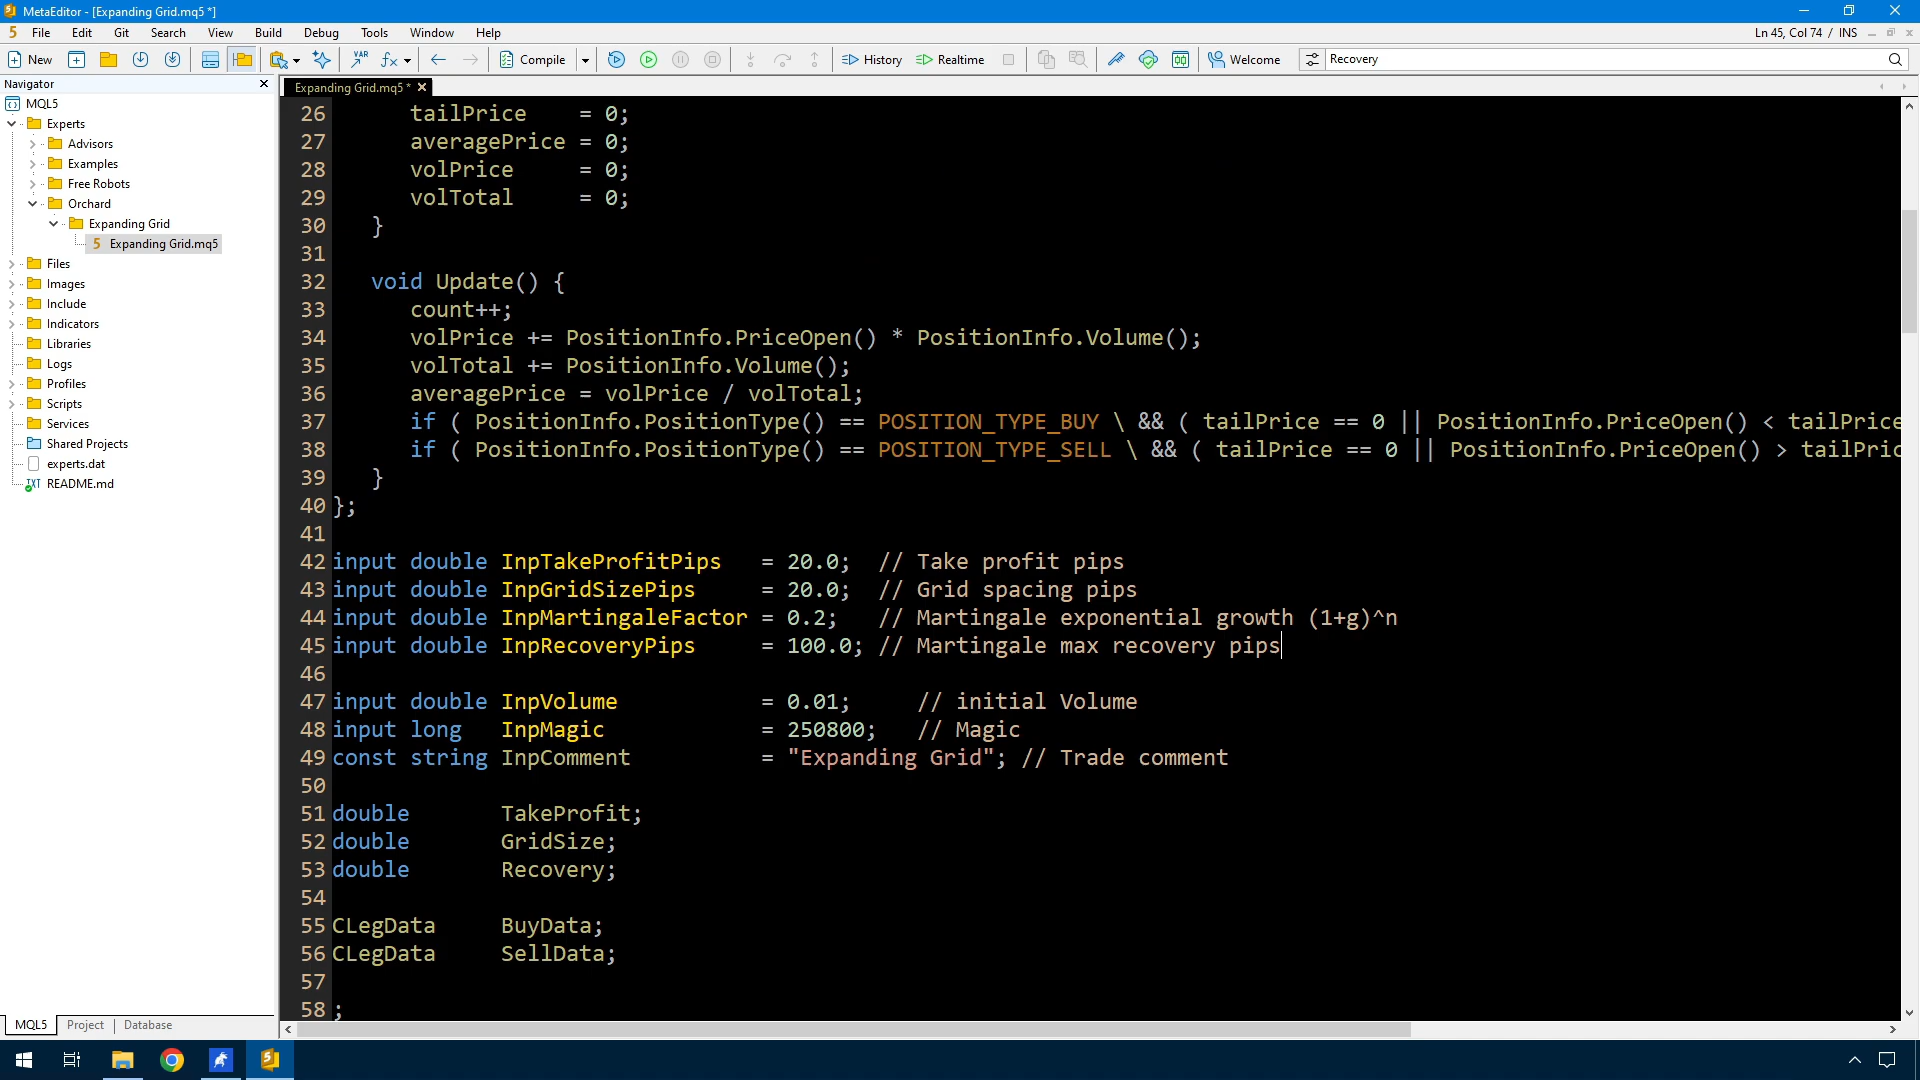 MetaEditor - [Expanding Grid.mq5 *]
5 File Edit Git Search View Build Debug Tools Window Help Ln 45, Col 74 / INS
New VAR fx Compile History Realtime Welcome Recovery
Navigator
MQL5
Experts
Advisors
Examples
Free Robots
Orchard
Expanding Grid
5 Expanding Grid.mq5
Files
Images
Include
Indicators
Libraries
Logs
Profiles
Scripts
Services
Shared Projects
experts.dat
TXT README.md
MQL5 Project Database
Expanding Grid.mq5 *
26 tailPrice = 0;
27 averagePrice = 0;
28 volPrice = 0;
29 volTotal = 0;
30 }
31
32 void Update() {
33 count++;
34 volPrice += PositionInfo.PriceOpen() * PositionInfo.Volume();
35 volTotal += PositionInfo.Volume();
36 averagePrice = volPrice / volTotal;
37 if ( PositionInfo.PositionType() == POSITION_TYPE_BUY \ && ( tailPrice == 0 || PositionInfo.PriceOpen() < tailPrice
38 if ( PositionInfo.PositionType() == POSITION_TYPE_SELL \ && ( tailPrice == 0 || PositionInfo.PriceOpen() > tailPric
39 }
40 };
41
42 input double InpTakeProfitPips = 20.0; // Take profit pips
43 input double InpGridSizePips = 20.0; // Grid spacing pips
44 input double InpMartingaleFactor = 0.2; // Martingale exponential growth (1+g)^n
45 input double InpRecoveryPips = 100.0; // Martingale max recovery pips
46
47 input double InpVolume = 0.01; // initial Volume
48 input long InpMagic = 250800; // Magic
49 const string InpComment = "Expanding Grid"; // Trade comment
50
51 double TakeProfit;
52 double GridSize;
53 double Recovery;
54
55 CLegData BuyData;
56 CLegData SellData;
57
58 ;
5